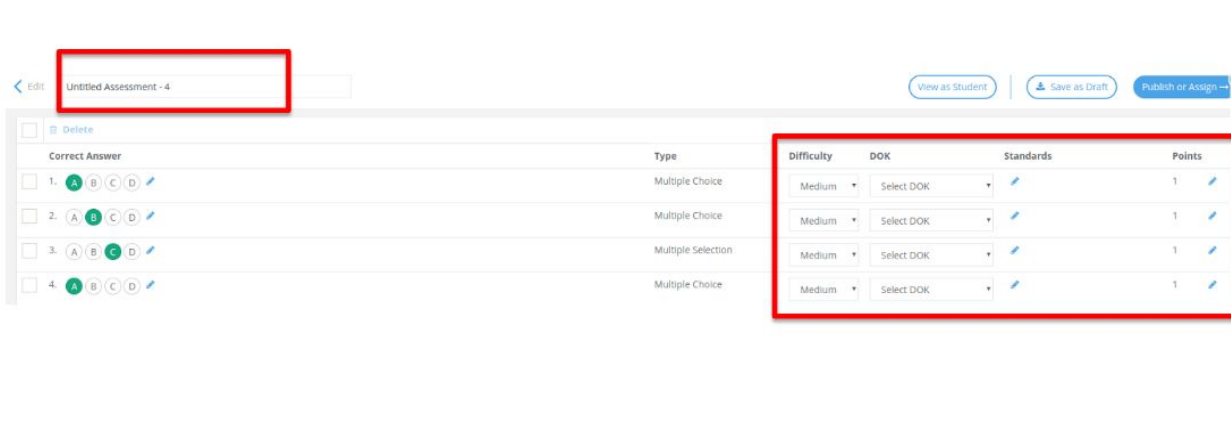 Edit Untitled Assessment - 4 View as Student Save as Draft Publish or Assign →
Delete
Correct Answer Type Difficulty DOK Standards Points
1. A B C D Multiple Choice Medium Select DOK 1
2. A B C D Multiple Choice Medium Select DOK 1
3. A B C D Multiple Selection Medium Select DOK 1
4. A B C D Multiple Choice Medium Select DOK 1